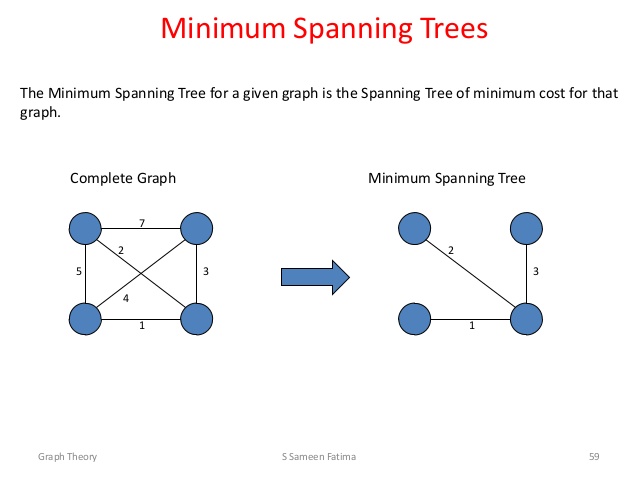 Minimum Spanning Trees
The Minimum Spanning Tree for a given graph is the Spanning Tree of minimum cost for that
graph.
Complete Graph
Minimum Spanning Tree
7
2
5
3
4
1
2
3
1
Graph Theory
S Sameen Fatima
59